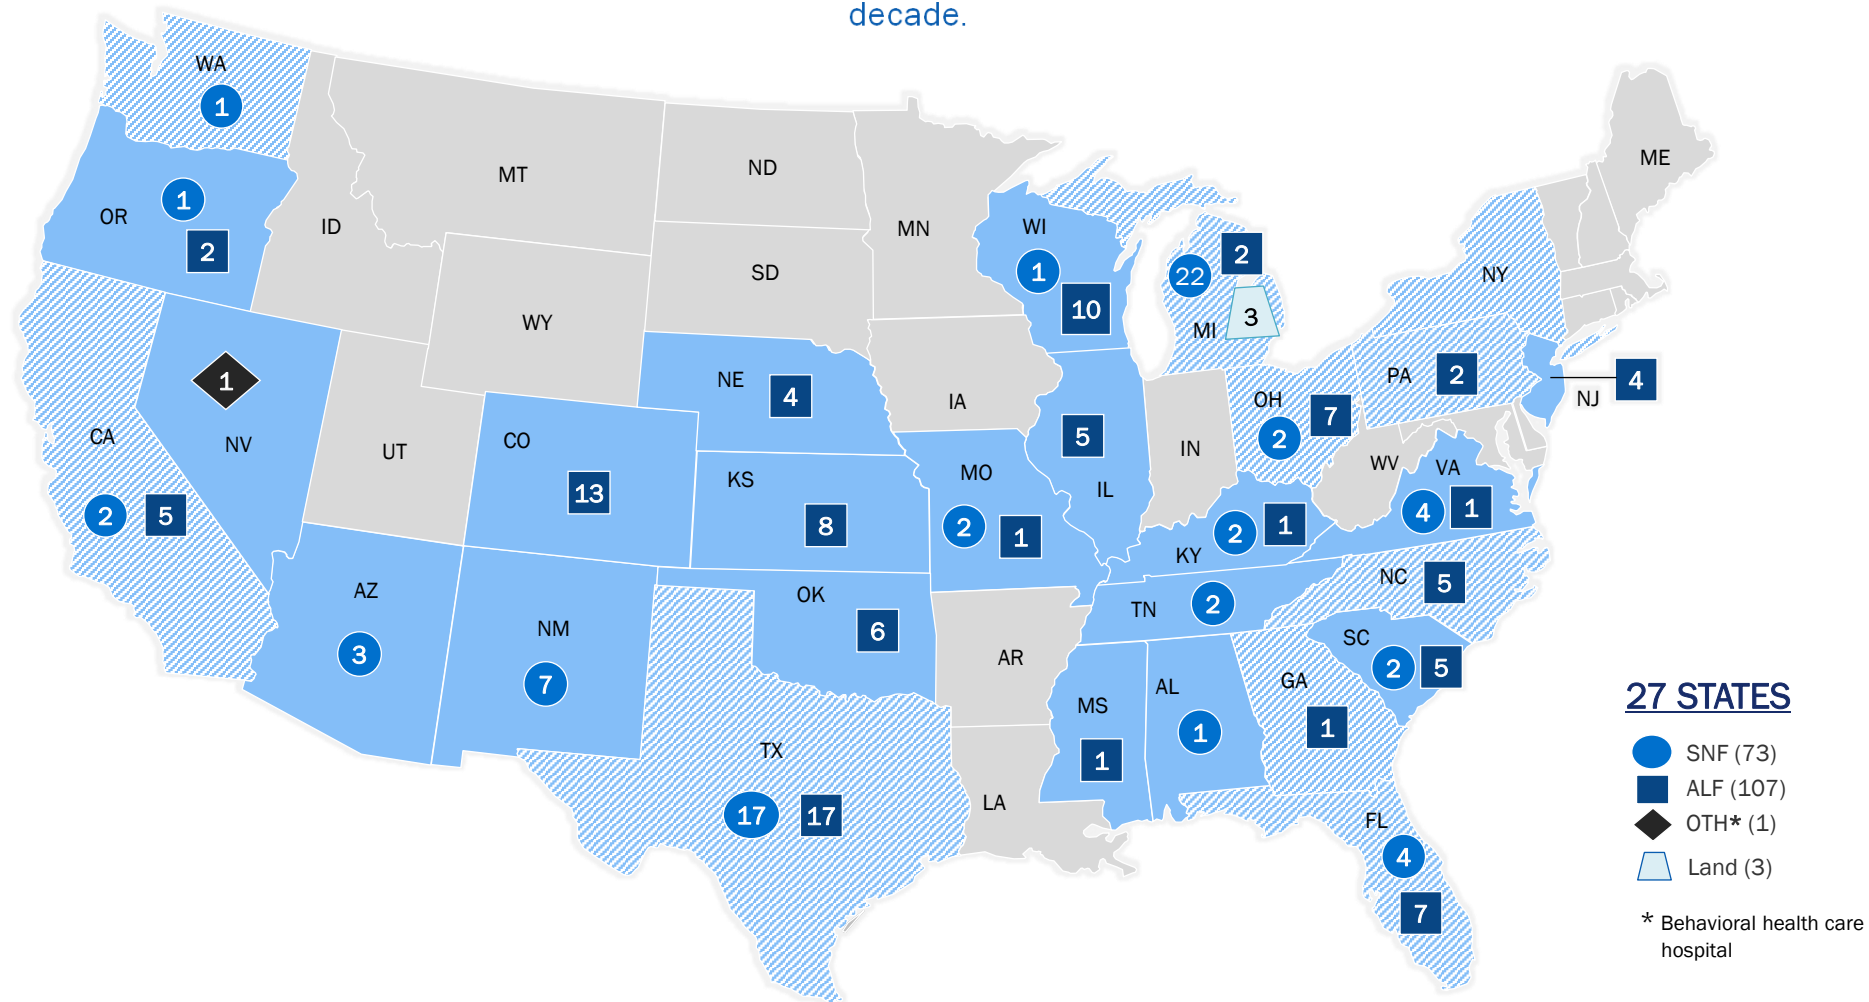 decade.
WA
1
OR
1
2
ID
MT
ND
MN
WI
1
10
22
2
MI
3
NY
ME
SD
WY
NV
1
CA
2
5
UT
CO
13
NE
4
IA
KS
8
MO
2
1
5
IL
IN
OH
2
7
PA
2
NJ
4
WV
VA
4
1
KY
2
1
AZ
3
NM
7
OK
6
AR
TN
2
NC
5
SC
2
5
MS
1
AL
1
GA
1
TX
17
17
LA
FL
4
7
27 STATES
SNF (73)
ALF (107)
OTH* (1)
Land (3)
* Behavioral health care
hospital